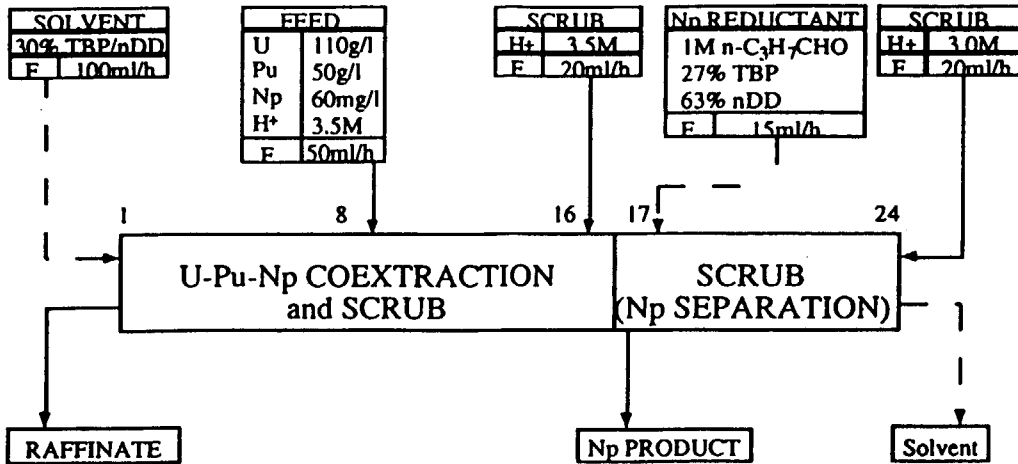 SOLVENT
30% TBP/nDD
F 100ml/h
FEED
U 110g/l
Pu 50g/l
Np 60mg/l
H+ 3.5M
F 50ml/h
SCRUB
H+ 3.5M
F 20ml/h
Np REDUCTANT
1M n-C3H7CHO
27% TBP
63% nDD
F 15ml/h
SCRUB
H+ 3.0M
F 20ml/h
1 8 16 17 24
U-Pu-Np COEXTRACTION
and SCRUB
SCRUB
(Np SEPARATION)
RAFFINATE
Np PRODUCT
Solvent